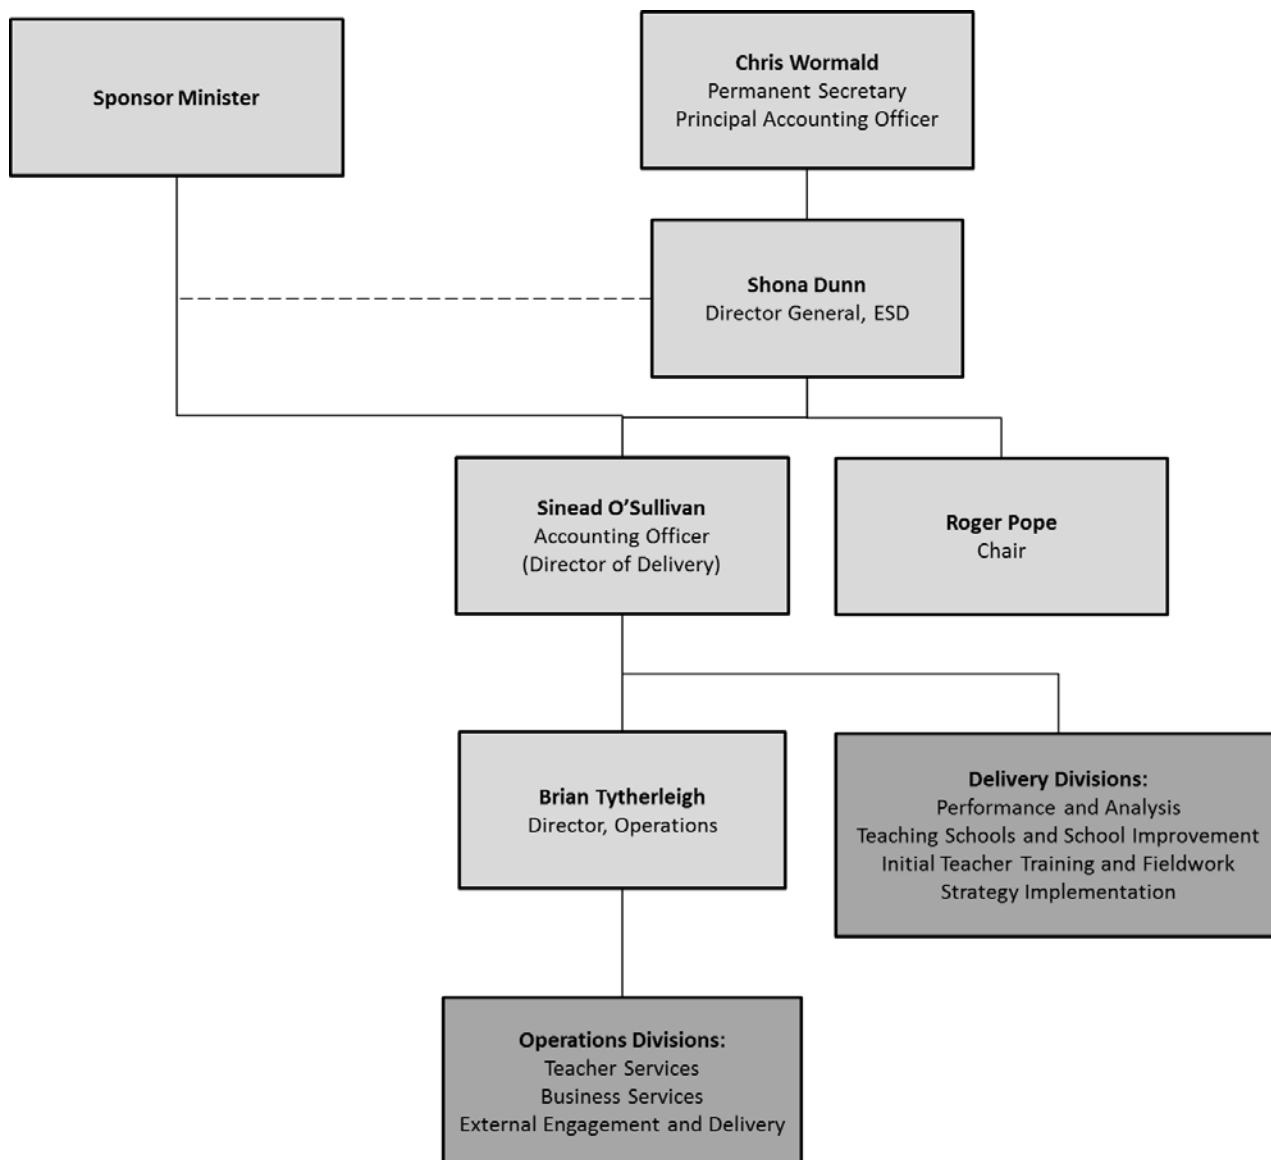 Sponsor Minister
Chris Wormald
Permanent Secretary
Principal Accounting Officer
Shona Dunn
Director General, ESD
Sinead O’Sullivan
Accounting Officer
(Director of Delivery)
Roger Pope
Chair
Brian Tytherleigh
Director, Operations
Delivery Divisions:
Performance and Analysis
Teaching Schools and School Improvement
Initial Teacher Training and Fieldwork
Strategy Implementation
Operations Divisions:
Teacher Services
Business Services
External Engagement and Delivery